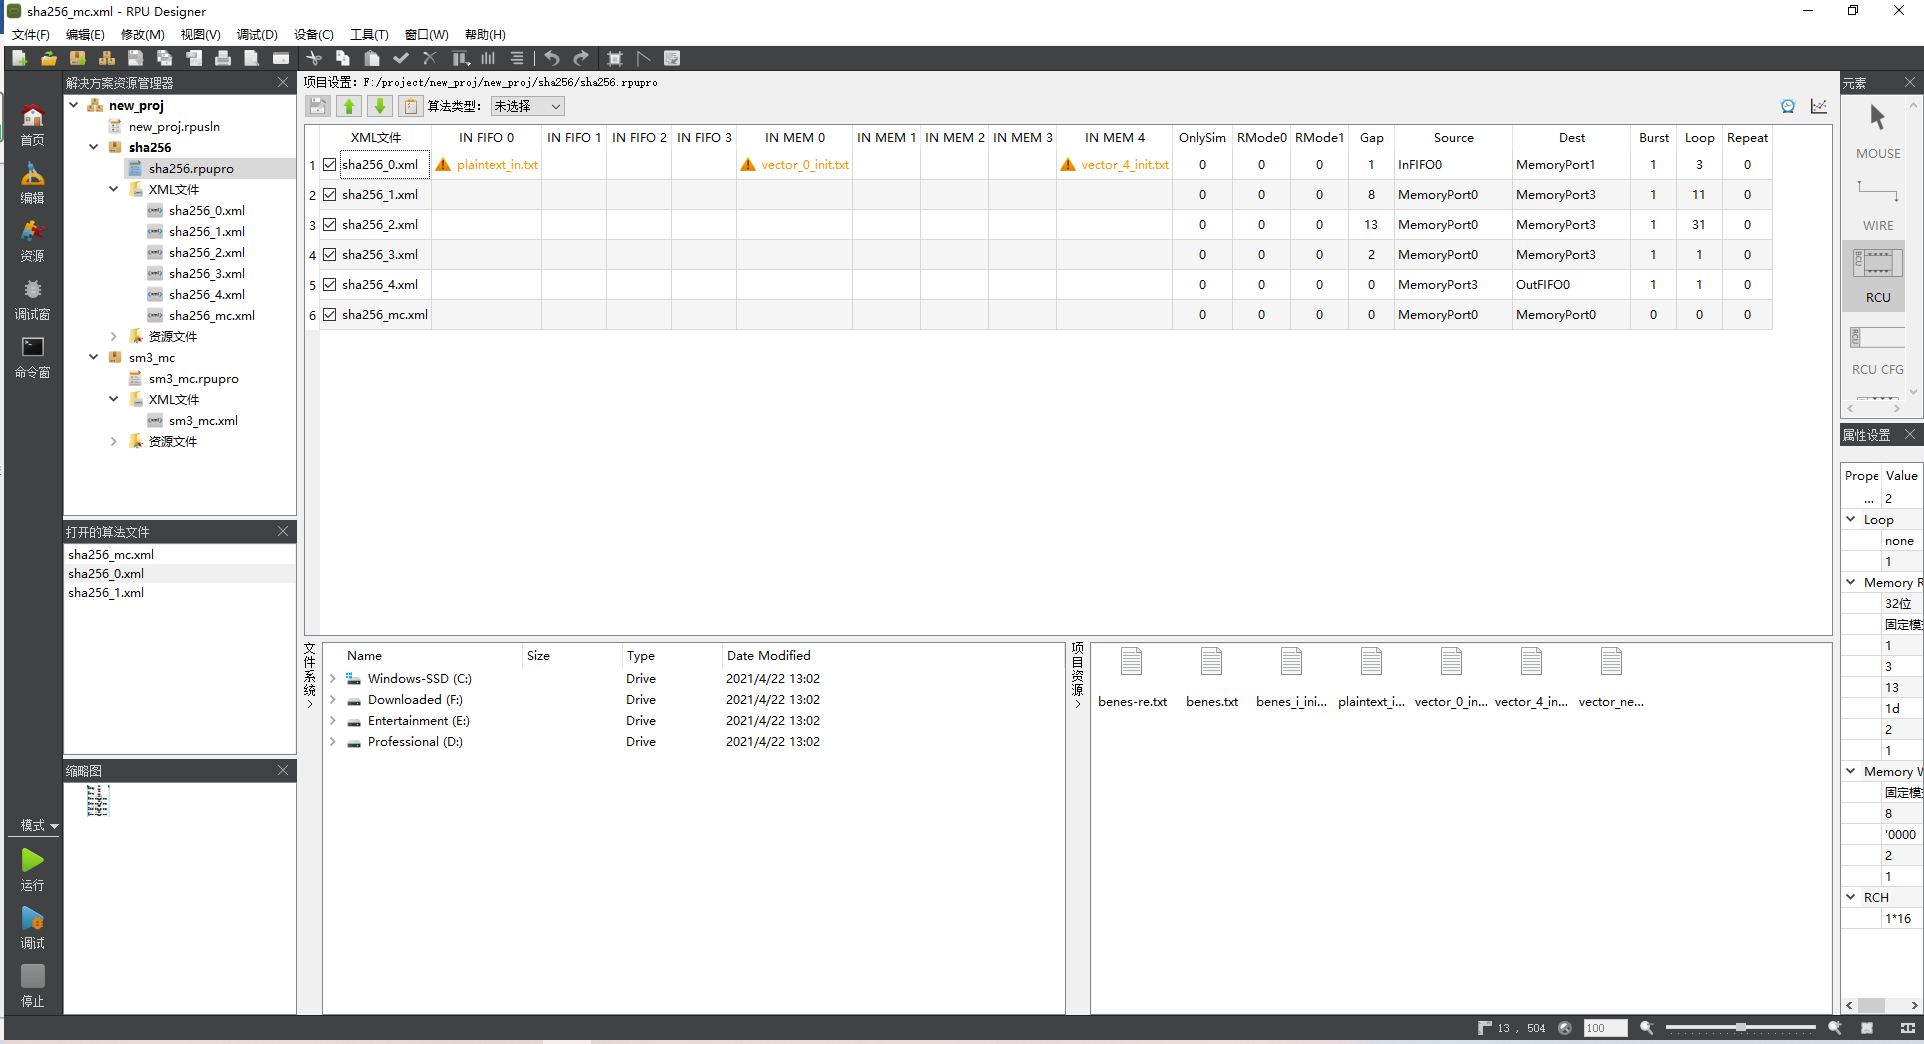 sha256_mc.xml - RPU Designer
文件(F) 编辑(E) 修改(M) 视图(V) 调试(D) 设备(C) 工具(T) 窗口(W) 帮助(H)
首页
编辑
资源
调试窗
命令窗
模式
运行
调试
停止
解决方案资源管理器
new_proj
new_proj.rpusln
sha256
sha256.rpupro
XML文件
sha256_0.xml
sha256_1.xml
sha256_2.xml
sha256_3.xml
sha256_4.xml
sha256_mc.xml
资源文件
sm3_mc
sm3_mc.rpupro
XML文件
sm3_mc.xml
资源文件
打开的算法文件
sha256_mc.xml
sha256_0.xml
sha256_1.xml
缩略图
项目设置: F:/project/new_proj/new_proj/sha256/sha256.rpupro
算法类型: 未选择
XML文件 IN FIFO 0 IN FIFO 1 IN FIFO 2 IN FIFO 3 IN MEM 0 IN MEM 1 IN MEM 2 IN MEM 3 IN MEM 4 OnlySim RMode0 RMode1 Gap Source Dest Burst Loop Repeat
1 sha256_0.xml plaintext_in.txt vector_0_init.txt vector_4_init.txt 0 0 0 1 InFIFO0 MemoryPort1 1 3 0
2 sha256_1.xml 0 0 0 8 MemoryPort0 MemoryPort3 1 11 0
3 sha256_2.xml 0 0 0 13 MemoryPort0 MemoryPort3 1 31 0
4 sha256_3.xml 0 0 0 2 MemoryPort0 MemoryPort3 1 1 0
5 sha256_4.xml 0 0 0 0 MemoryPort3 OutFIFO0 1 1 0
6 sha256_mc.xml 0 0 0 0 MemoryPort0 MemoryPort0 0 0 0
文件系统 >
Name Size Type Date Modified
Windows-SSD (C:) Drive 2021/4/22 13:02
Downloaded (F:) Drive 2021/4/22 13:02
Entertainment (E:) Drive 2021/4/22 13:02
Professional (D:) Drive 2021/4/22 13:02
项目资源 >
benes-re.txt benes.txt benes_i_ini... plaintext_i... vector_0_in... vector_4_in... vector_ne...
元素
MOUSE
WIRE
RCU
RCU CFG
属性设置
Prope Value
... 2
Loop
none
1
Memory R
32位
固定模
1
3
13
1d
2
1
Memory W
固定模
8
'0000
2
1
RCH
1*16
13 , 504 100